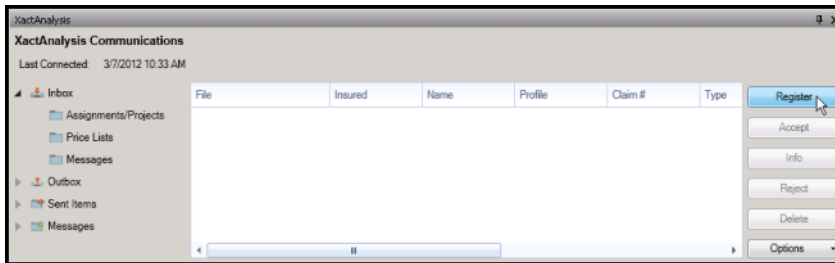 XactAnalysis
XactAnalysis Communications
Last Connected: 3/7/2012 10:33 AM
Inbox
Assignments/Projects
Price Lists
Messages
Outbox
Sent Items
Messages
File Insured Name Profile Claim # Type
Register
Accept
Info
Reject
Delete
Options